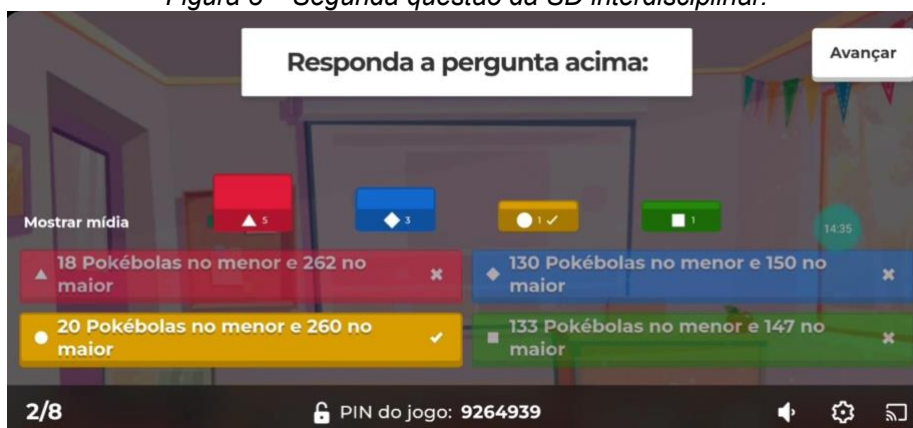 Figura 3 – Segunda questão da SD interdisciplinar.
Responda a pergunta acima:
Avançar
Mostrar mídia
5
3
1
1
14:35
18 Pokébolas no menor e 262 no
maior
130 Pokébolas no menor e 150 no
maior
20 Pokébolas no menor e 260 no
maior
133 Pokébolas no menor e 147 no
maior
2/8
PIN do jogo: 9264939